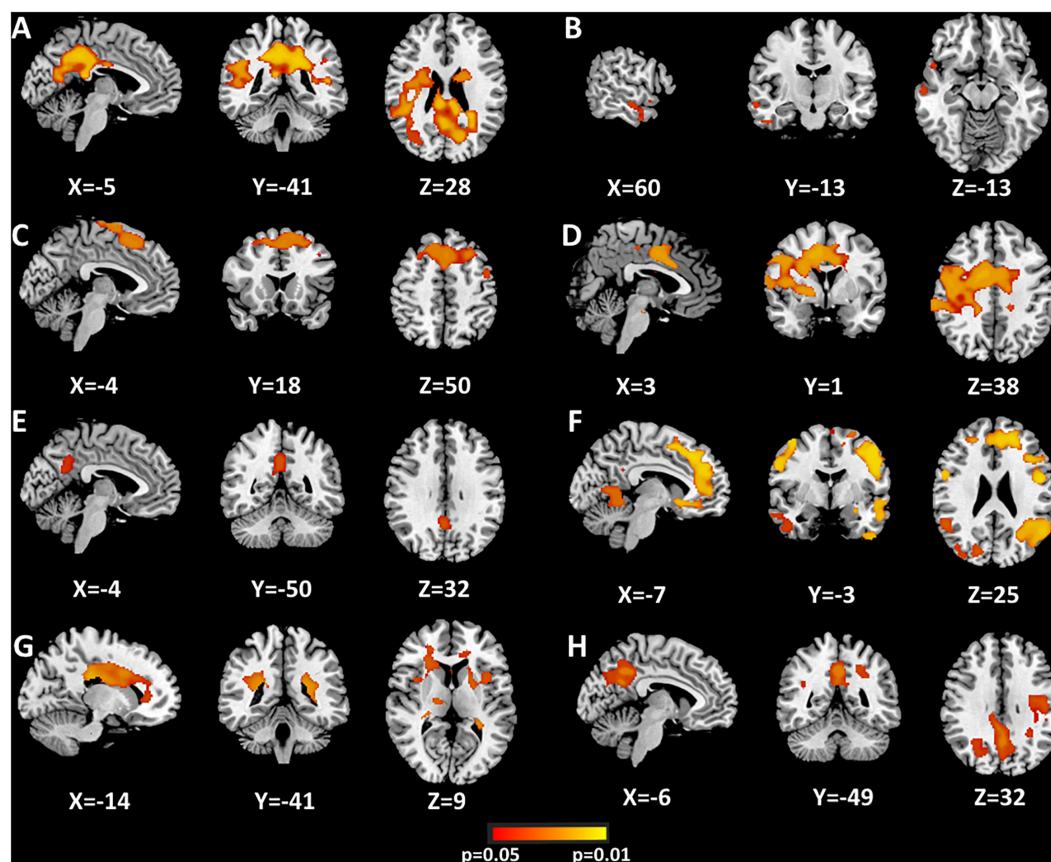 A B
X=-5 Y=-41 Z=28 X=60 Y=-13 Z=-13
C D
X=-4 Y=18 Z=50 X=3 Y=1 Z=38
E F
X=-4 Y=-50 Z=32 X=-7 Y=-3 Z=25
G H
X=-14 Y=-41 Z=9 X=-6 Y=-49 Z=32
p=0.05 p=0.01